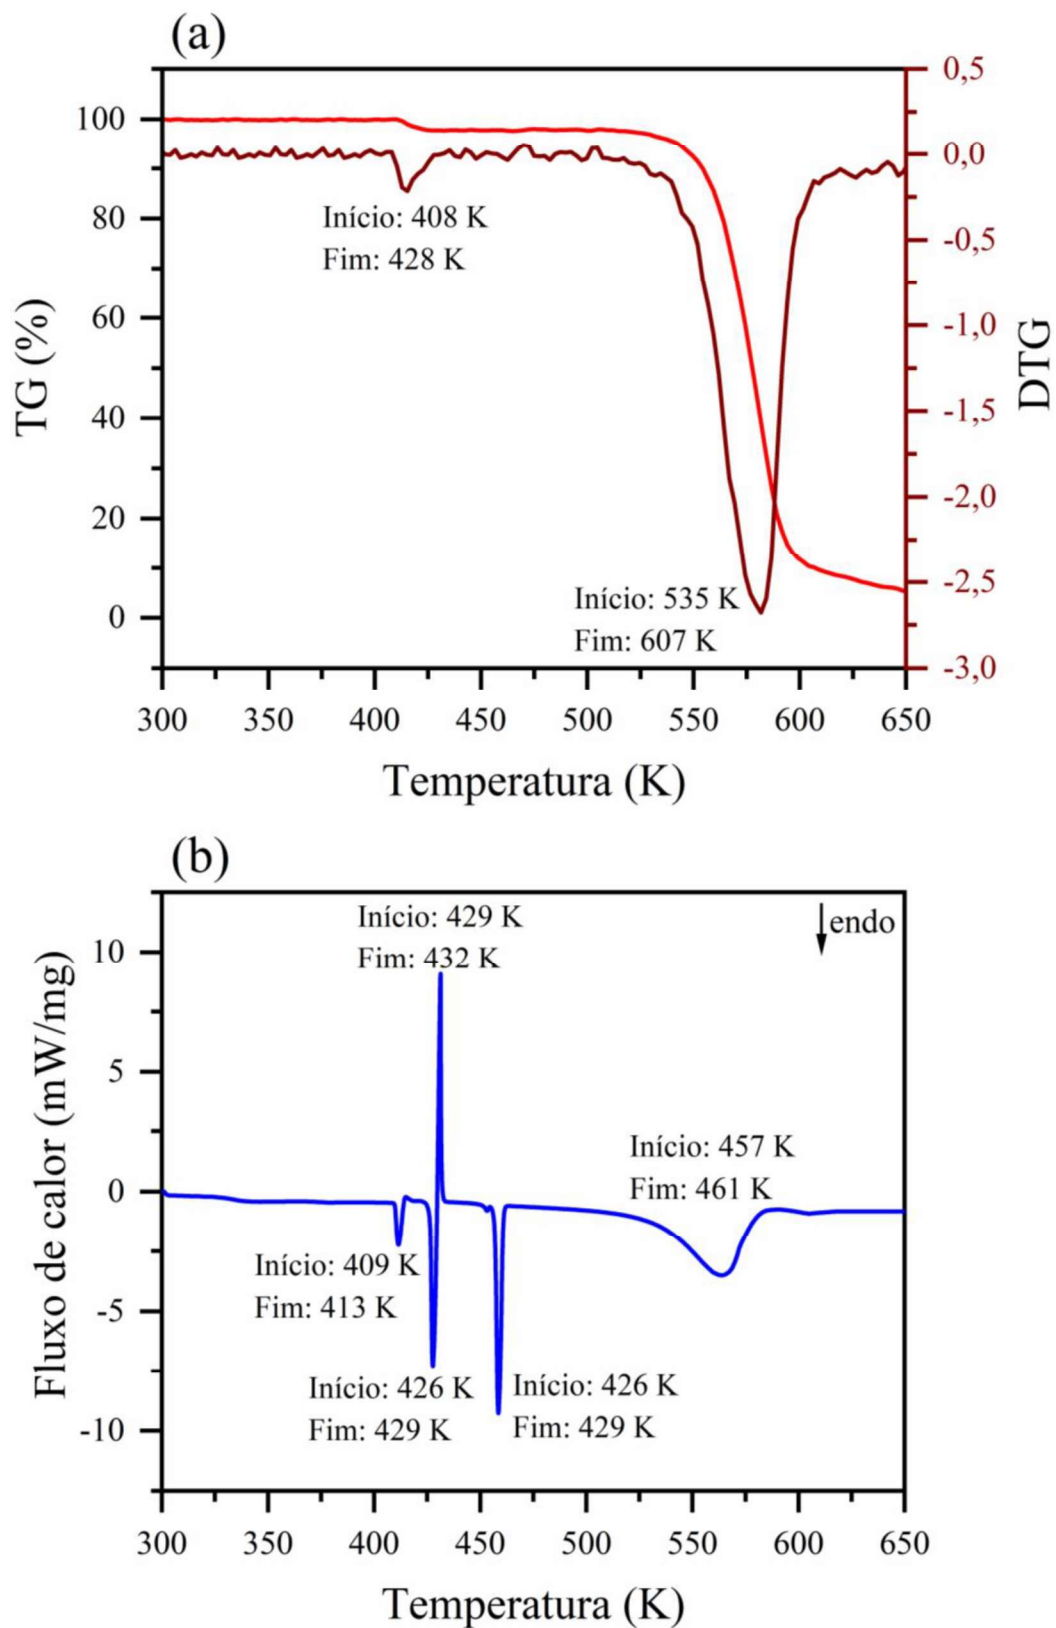 (a)
TG (%)
100
80
60
40
20
0
0,5
0,0
-0,5
-1,0
-1,5
-2,0
-2,5
-3,0
DTG
Início: 408 K
Fim: 428 K
Início: 535 K
Fim: 607 K
300 350 400 450 500 550 600 650
Temperatura (K)
(b)
Fluxo de calor (mW/mg)
10
5
0
-5
-10
Início: 429 K
Fim: 432 K
endo
Início: 457 K
Fim: 461 K
Início: 409 K
Fim: 413 K
Início: 426 K
Fim: 429 K
Início: 426 K
Fim: 429 K
300 350 400 450 500 550 600 650
Temperatura (K)